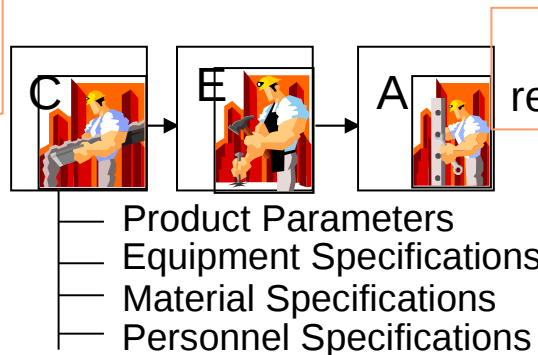 C
E
A
re
Product Parameters
Equipment Specifications
Material Specifications
Personnel Specifications